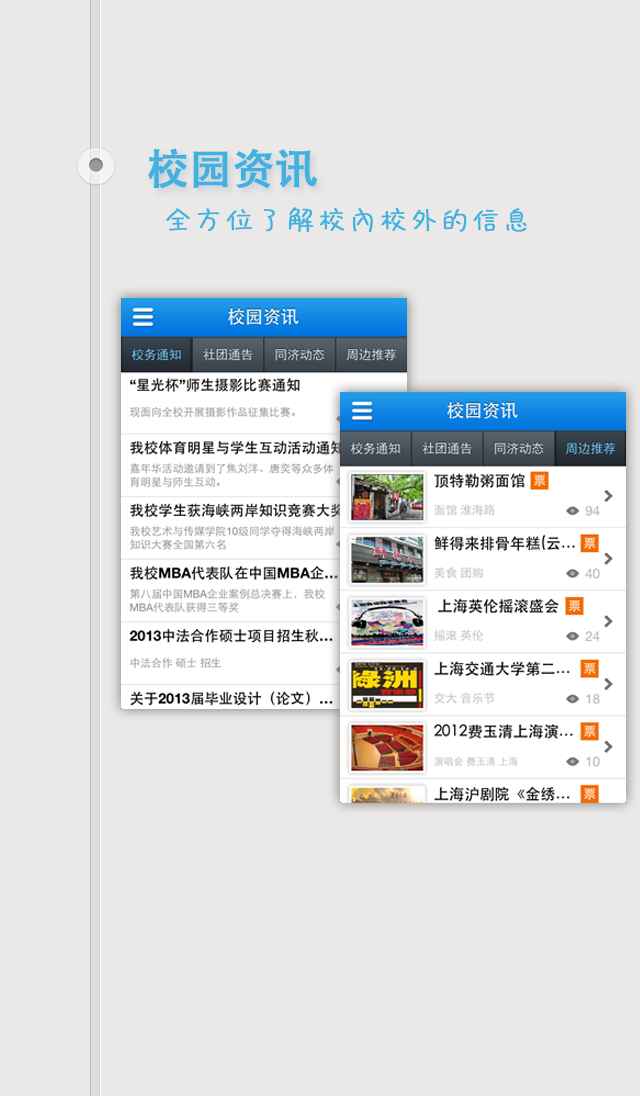 校园资讯
全方位了解校内校外的信息
校园资讯
校务通知 社团通告 同济动态 周边推荐
“星光杯”师生摄影比赛通知
现面向全校开展摄影作品征集比赛。
我校体育明星与学生互动活动通知
嘉年华活动邀请到了焦刘洋、唐奕等众多体
育明星与师生互动。
我校学生获海峡两岸知识竞赛大奖
我校艺术与传媒学院10级同学夺得海峡两岸
知识大赛全国第六名
我校MBA代表队在中国MBA企...
第八届中国MBA企业案例总决赛上，我校
MBA代表队获得三等奖
2013中法合作硕士项目招生秋...
中法合作 硕士 招生
关于2013届毕业设计（论文）...
校园资讯
校务通知 社团通告 同济动态 周边推荐
顶特勒粥面馆 票
面馆 淮海路 94
鲜得来排骨年糕(云... 票
美食 团购 40
上海英伦摇滚盛会 票
摇滚 英伦 24
上海交通大学第二... 票
交大 音乐节 18
綠洲
2012费玉清上海演... 票
演唱会 费玉清 上海 10
上海沪剧院《金绣... 票